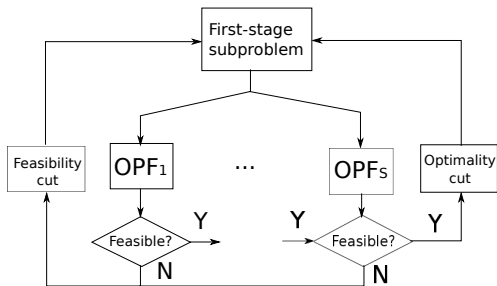 First-stage
subproblem
Feasibility
cut
OPF1
...
OPFS
Optimality
cut
Feasible?
Y
Y
Feasible?
Y
N
N